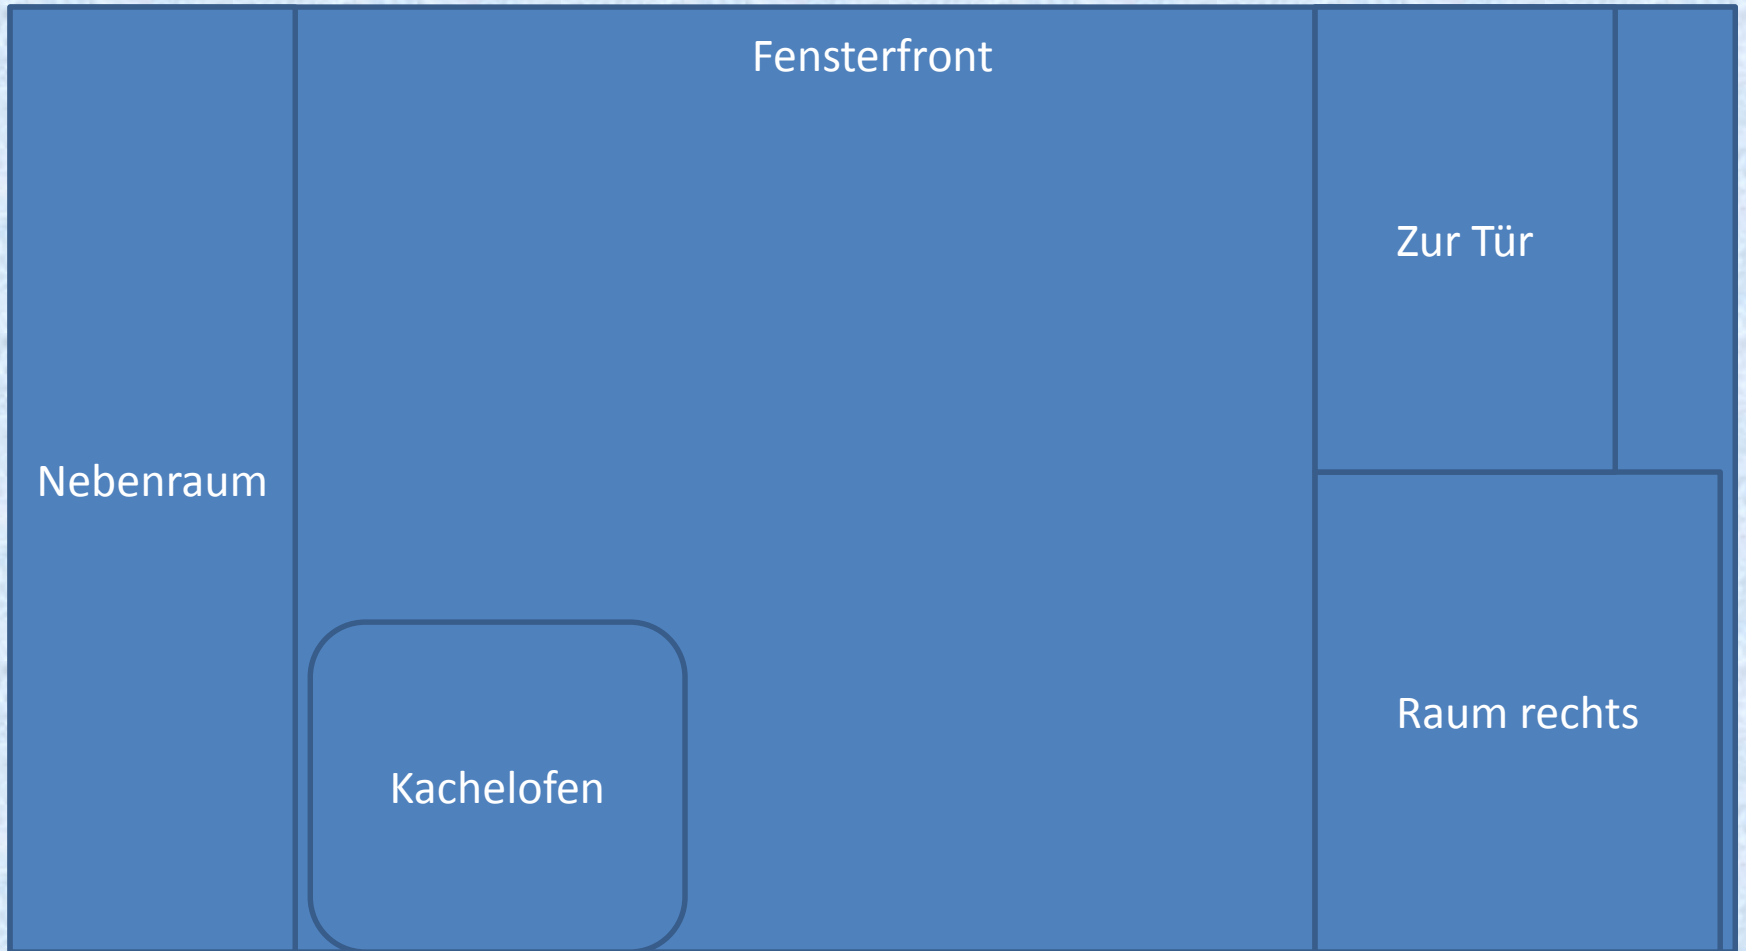 Fensterfront
Zur Tür
Nebenraum
Raum rechts
Kachelofen